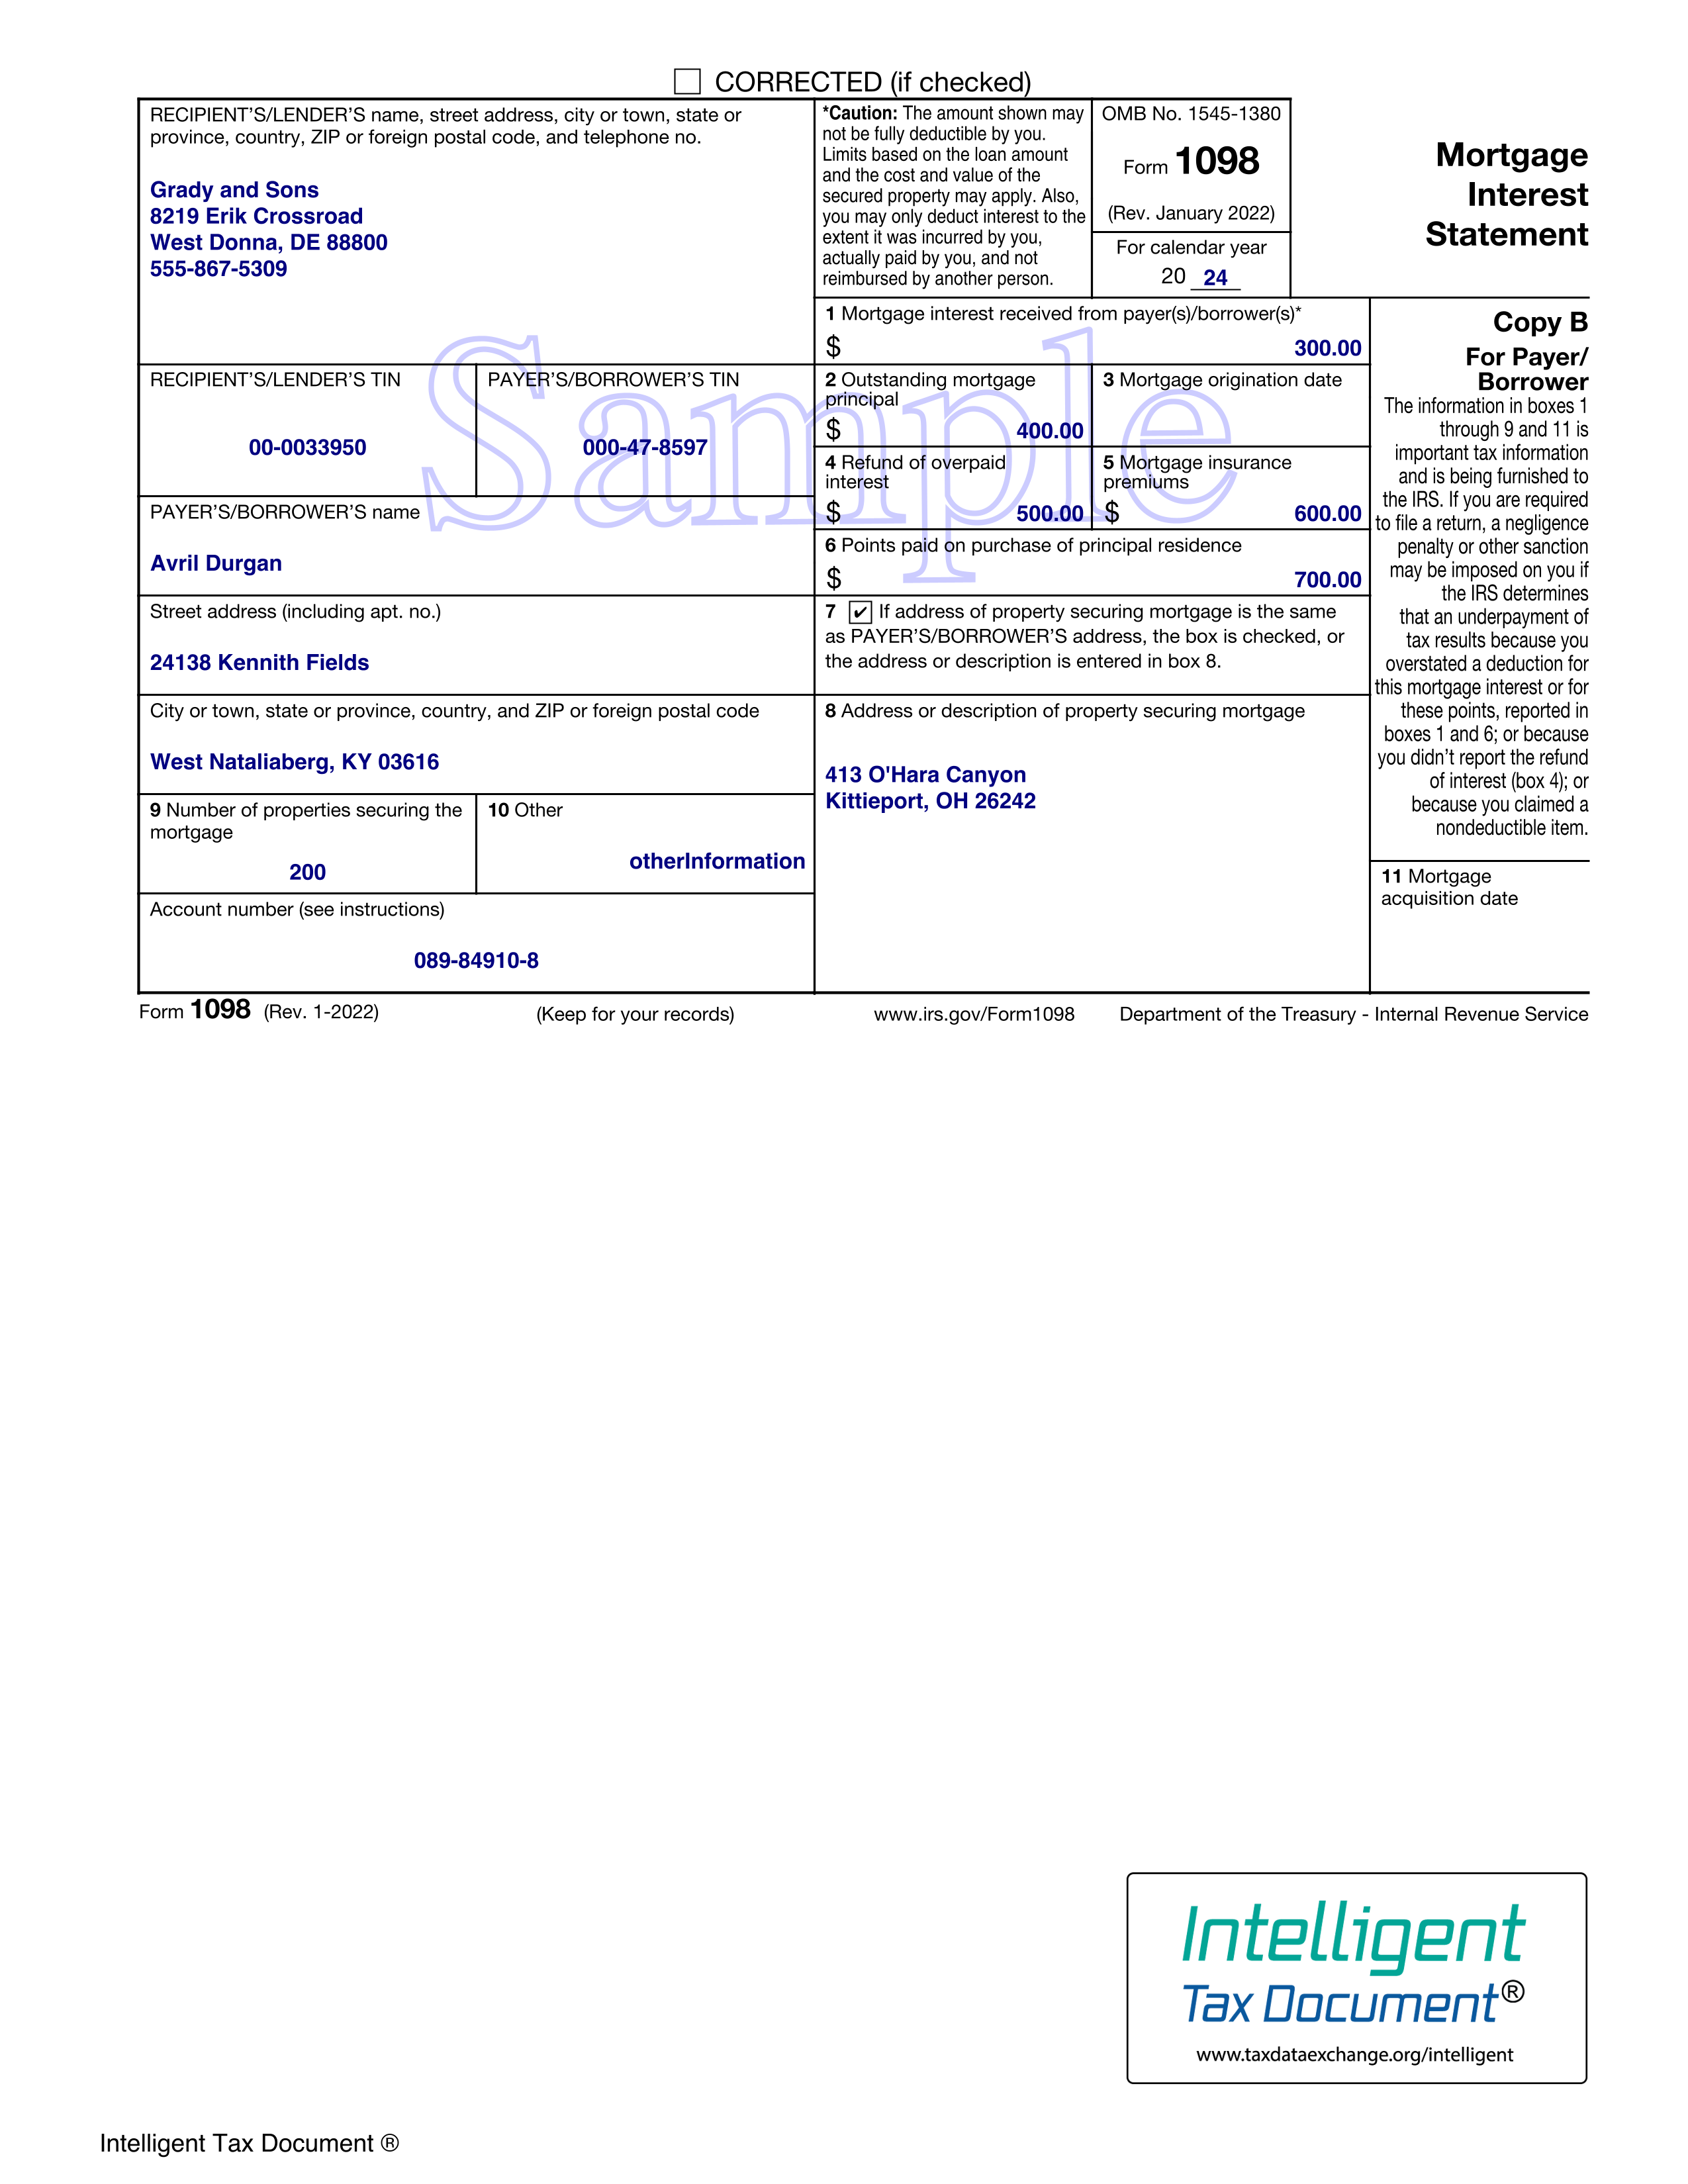 CORRECTED (if checked)
RECIPIENT'S/LENDER'S name, street address, city or town, state or
province, country, ZIP or foreign postal code, and telephone no.
Grady and Sons
8219 Erik Crossroad
West Donna, DE 88800
555-867-5309
*Caution: The amount shown may
not be fully deductible by you.
Limits based on the loan amount
and the cost and value of the
secured property may apply. Also,
you may only deduct interest to the
extent it was incurred by you,
actually paid by you, and not
reimbursed by another person.
OMB No. 1545-1380
Form 1098
(Rev. January 2022)
For calendar year
20 24
Mortgage
Interest
Statement
1 Mortgage interest received from payer(s)/borrower(s)*
$ 300.00
RECIPIENT'S/LENDER'S TIN
00-0033950
PAYER'S/BORROWER'S TIN
000-47-8597
2 Outstanding mortgage
principal
$ 400.00
3 Mortgage origination date
4 Refund of overpaid
interest
$ 500.00
5 Mortgage insurance
premiums
$ 600.00
PAYER'S/BORROWER'S name
Avril Durgan
6 Points paid on purchase of principal residence
$ 700.00
Street address (including apt. no.)
24138 Kennith Fields
7 ✔ If address of property securing mortgage is the same
as PAYER'S/BORROWER'S address, the box is checked, or
the address or description is entered in box 8.
City or town, state or province, country, and ZIP or foreign postal code
West Nataliaberg, KY 03616
8 Address or description of property securing mortgage
413 O'Hara Canyon
Kittieport, OH 26242
9 Number of properties securing the
mortgage
200
10 Other
otherInformation
Account number (see instructions)
089-84910-8
Copy B
For Payer/
Borrower
The information in boxes 1
through 9 and 11 is
important tax information
and is being furnished to
the IRS. If you are required
to file a return, a negligence
penalty or other sanction
may be imposed on you if
the IRS determines
that an underpayment of
tax results because you
overstated a deduction for
this mortgage interest or for
these points, reported in
boxes 1 and 6; or because
you didn't report the refund
of interest (box 4); or
because you claimed a
nondeductible item.
11 Mortgage
acquisition date
Sample
Form 1098 (Rev. 1-2022)
(Keep for your records)
www.irs.gov/Form1098
Department of the Treasury - Internal Revenue Service
Intelligent
Tax Document®
www.taxdataexchange.org/intelligent
Intelligent Tax Document ®